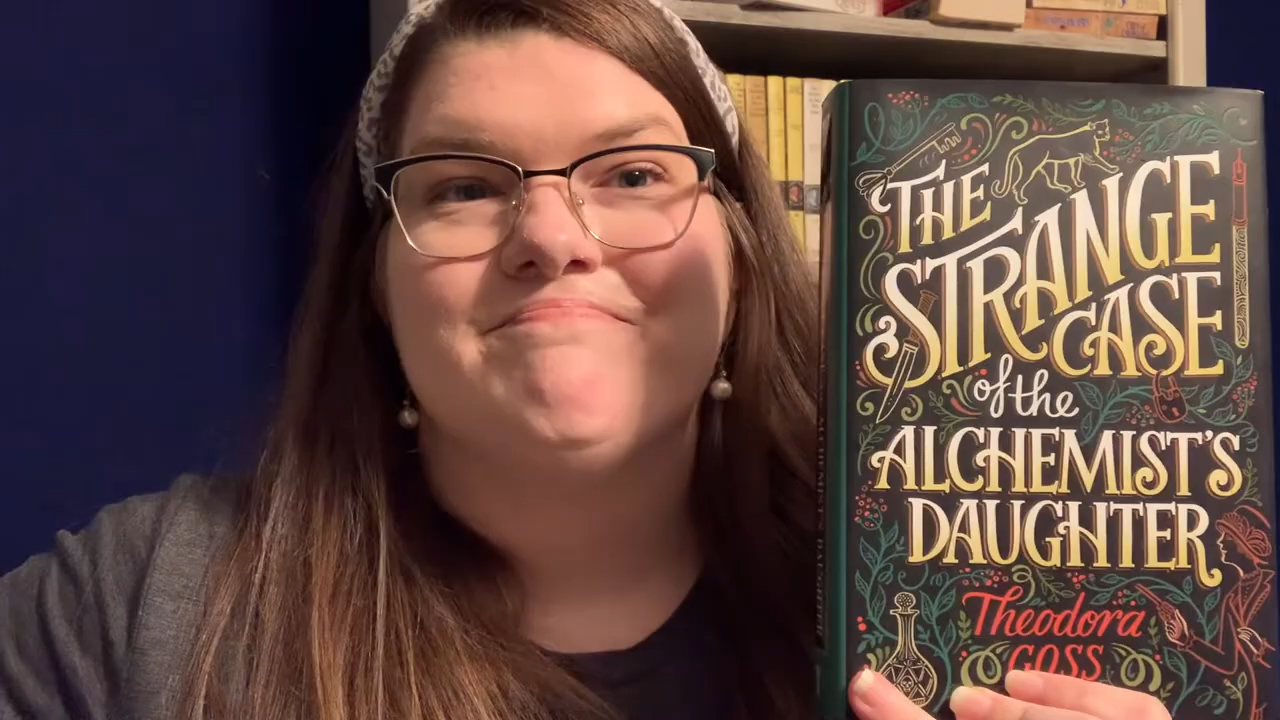 THE
STRANGE
CASE
of the
ALCHEMIST'S
DAUGHTER
Theodora
GOSS